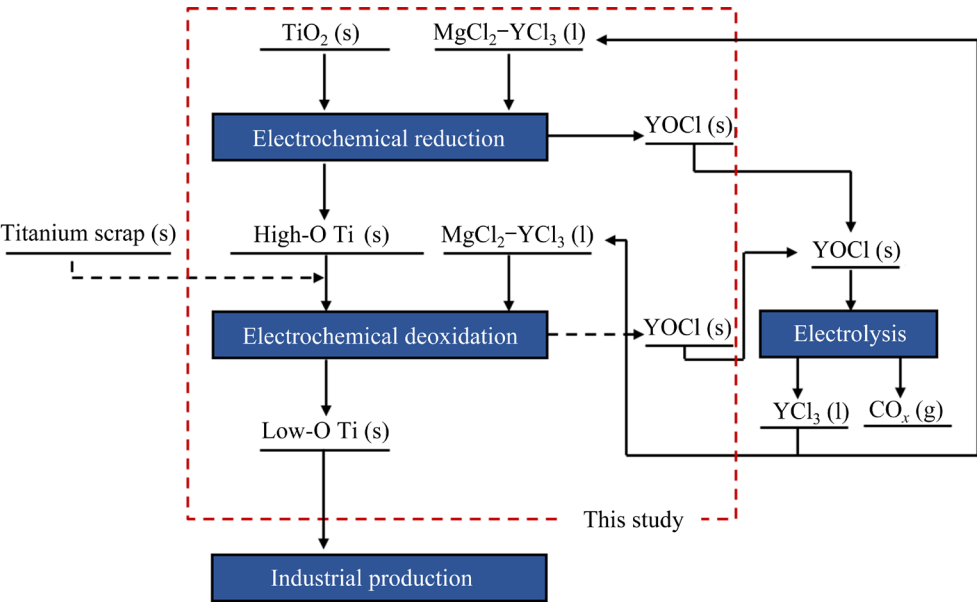 TiO₂ (s)
MgCl₂−YCl₃ (l)
Electrochemical reduction
YOCl (s)
Titanium scrap (s)
High-O Ti (s)
MgCl₂−YCl₃ (l)
YOCl (s)
Electrochemical deoxidation
YOCl (s)
Electrolysis
Low-O Ti (s)
YCl₃ (l)
COₓ (g)
This study
Industrial production